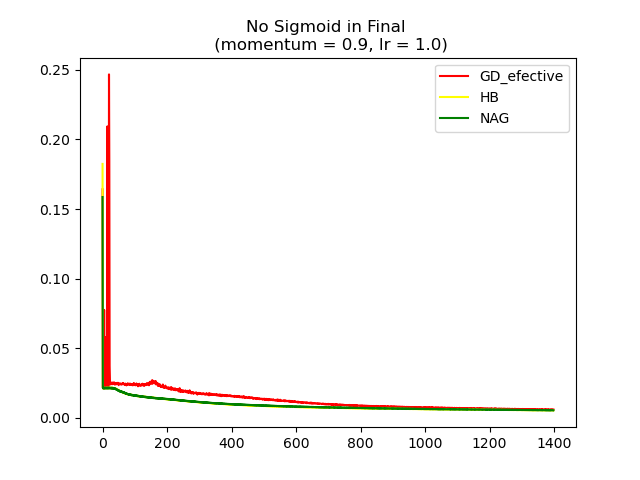 No Sigmoid in Final
(momentum = 0.9, lr = 1.0)
GD_efective
HB
NAG
0.25
0.20
0.15
0.10
0.05
0.00
0 200 400 600 800 1000 1200 1400